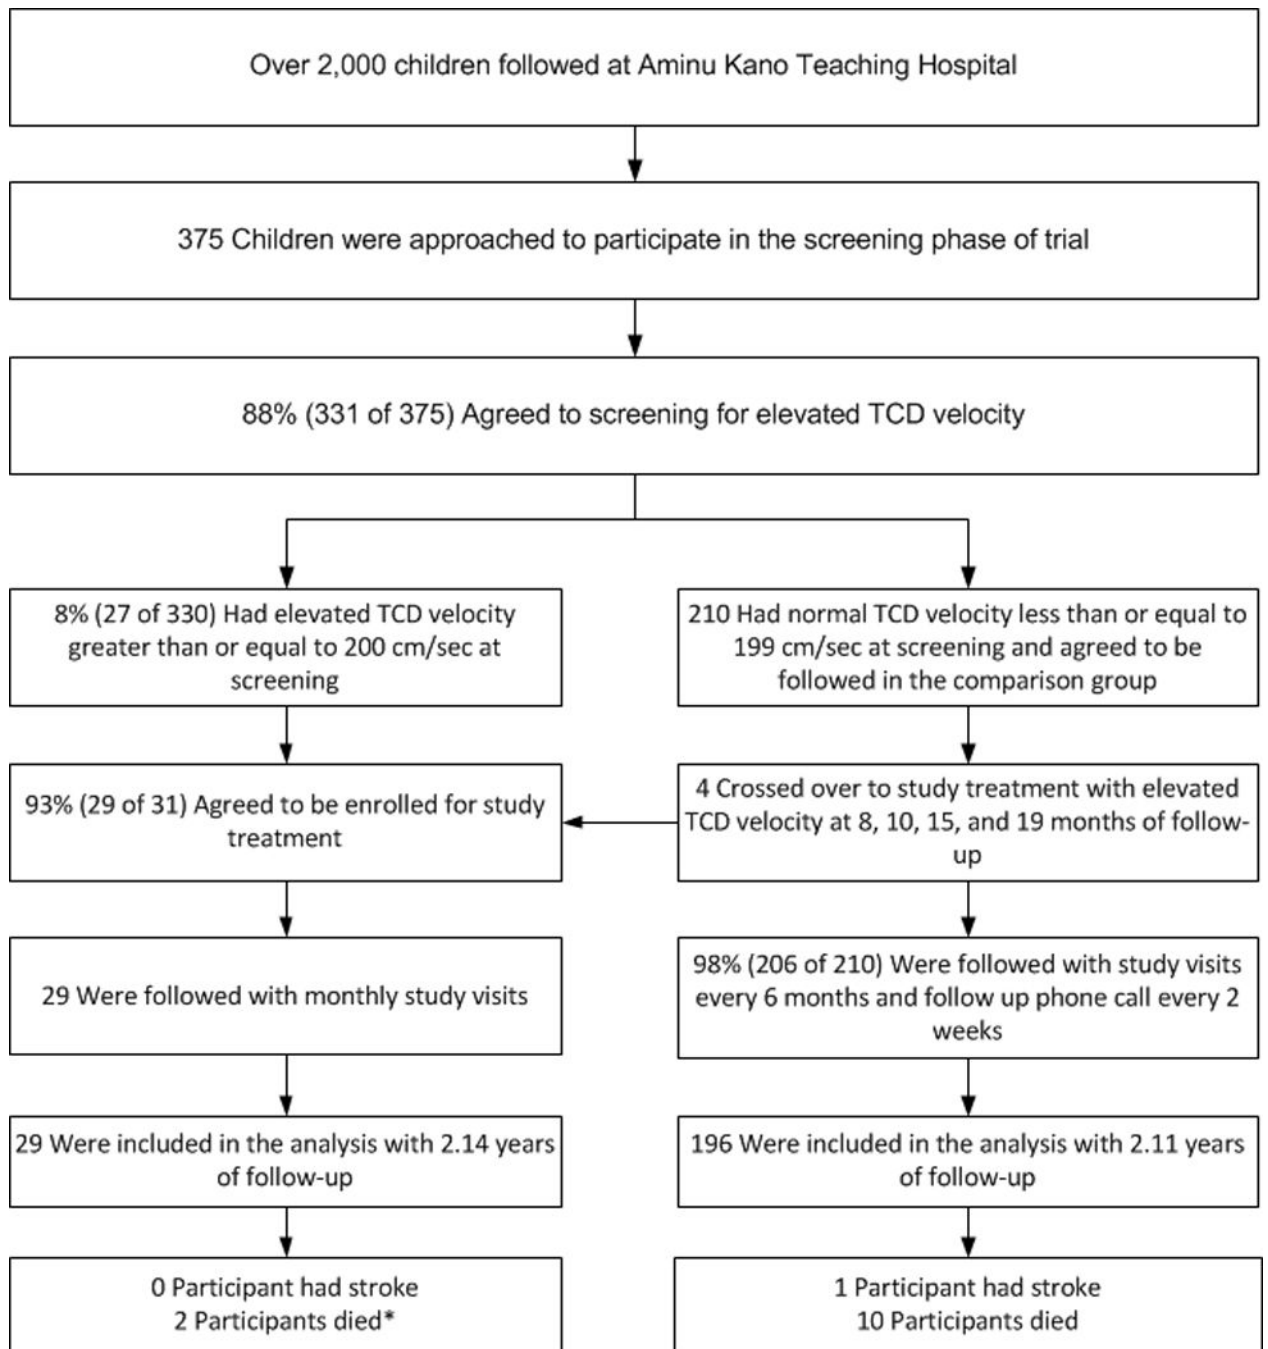 Over 2,000 children followed at Aminu Kano Teaching Hospital
375 Children were approached to participate in the screening phase of trial
88% (331 of 375) Agreed to screening for elevated TCD velocity
8% (27 of 330) Had elevated TCD velocity
greater than or equal to 200 cm/sec at
screening
210 Had normal TCD velocity less than or equal to
199 cm/sec at screening and agreed to be
followed in the comparison group
93% (29 of 31) Agreed to be enrolled for study
treatment
4 Crossed over to study treatment with elevated
TCD velocity at 8, 10, 15, and 19 months of follow-
up
29 Were followed with monthly study visits
98% (206 of 210) Were followed with study visits
every 6 months and follow up phone call every 2
weeks
29 Were included in the analysis with 2.14 years
of follow-up
196 Were included in the analysis with 2.11 years
of follow-up
0 Participant had stroke
2 Participants died*
1 Participant had stroke
10 Participants died